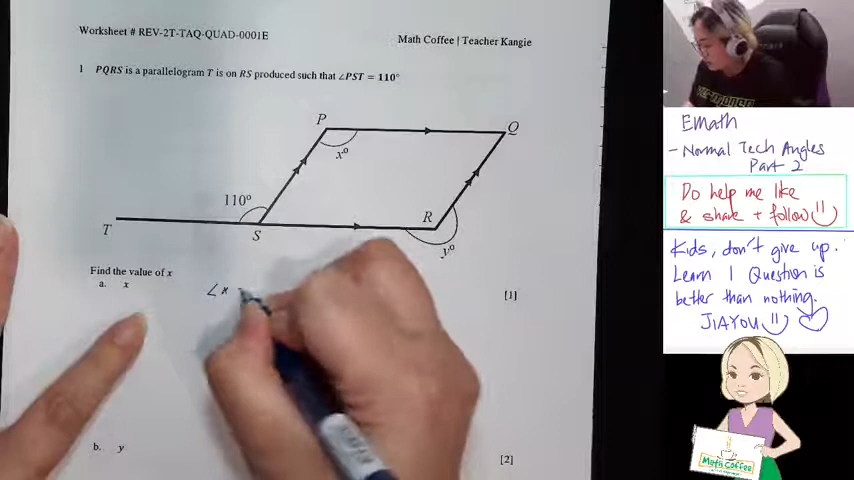 Worksheet # REV-2T-TAQ-QUAD-0001E
Math Coffee | Teacher Kangie
1 PQRS is a parallelogram T is on RS produced such that ∠PST = 110°
P
Q
x°
110°
R
T
S
y°
Find the value of x
a. x
∠x
[1]
b. y
[2]
EMath
- Normal Tech Angles
Part 2
Do help me like
& share + follow
Kids, don't give up.
Learn 1 Question is
better than nothing.
JIAYOU
Math Coffee